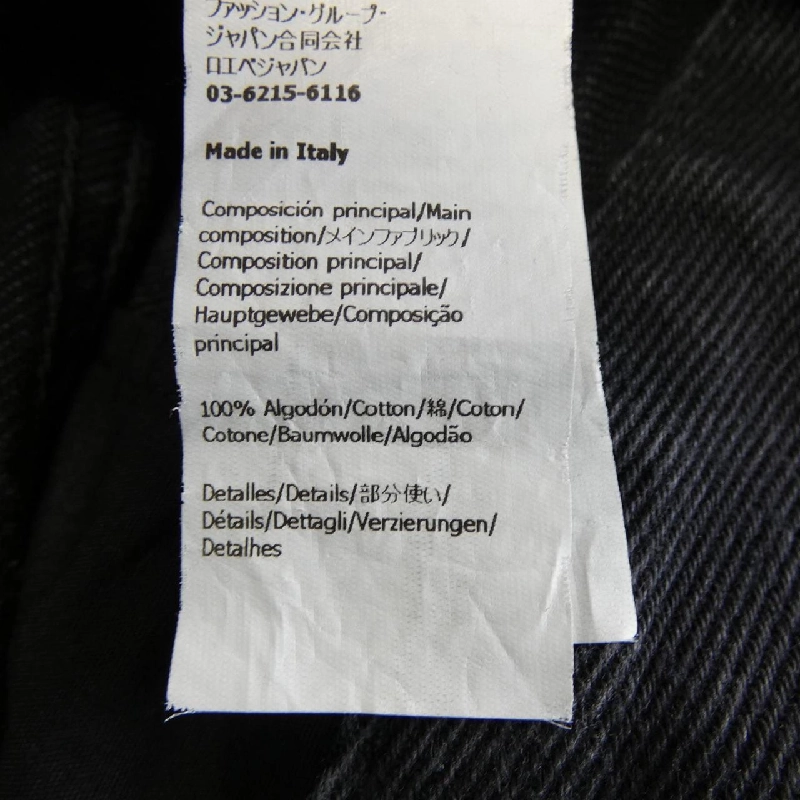 ファッション・グループ・
ジャパン合同会社
ロエベジャパン
03-6215-6116
Made in Italy
Composición principal/Main
composition/メインファブリック/
Composition principal/
Composizione principale/
Hauptgewebe/Composição
principal
100% Algodón/Cotton/綿/Coton/
Cotone/Baumwolle/Algodão
Detalles/Details/部分使い/
Détails/Dettagli/Verzierungen/
Detalhes